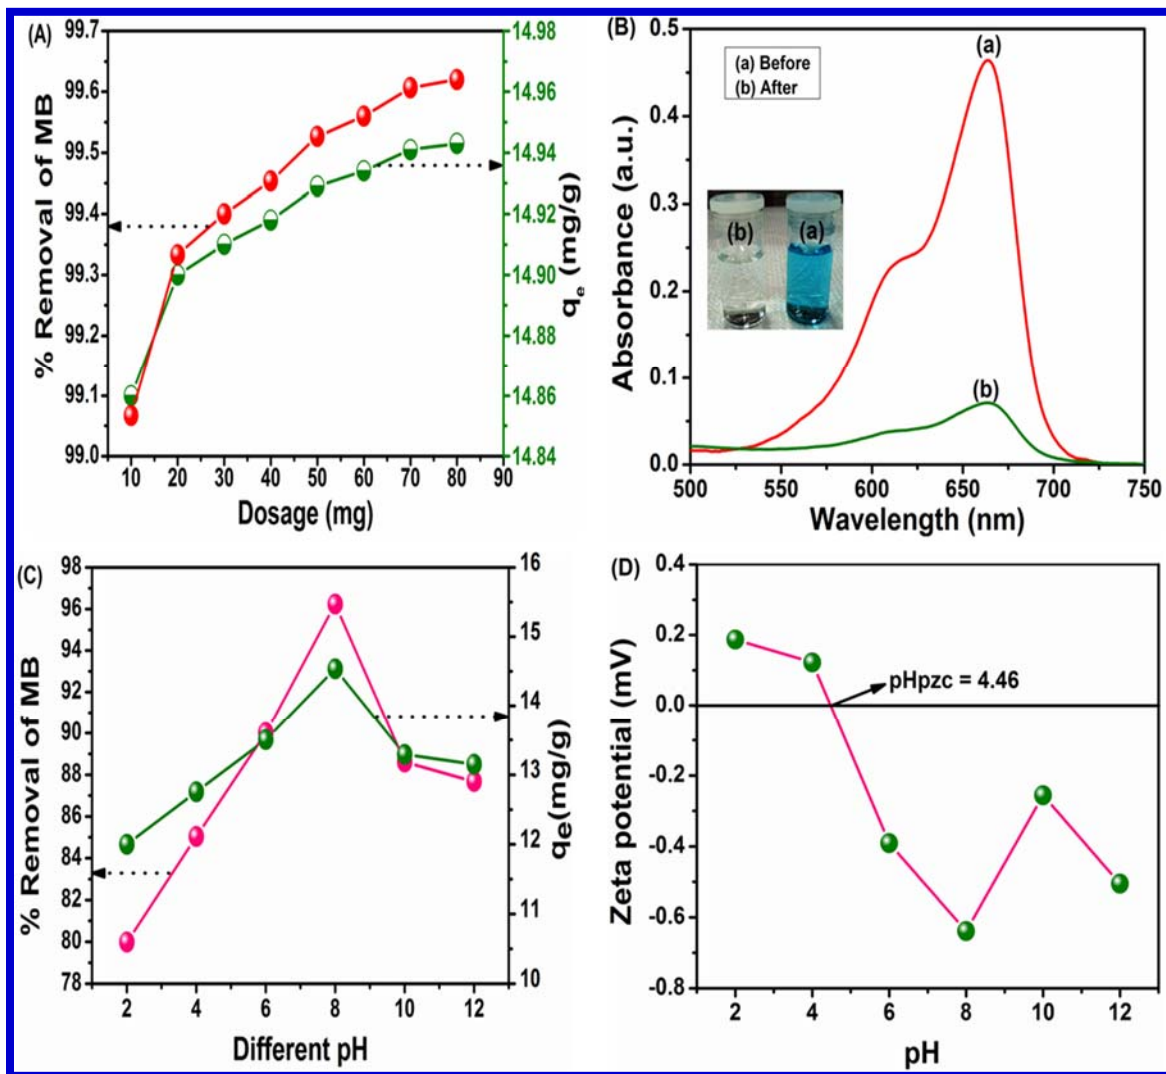 (A)
99.7
99.6
99.5
99.4
99.3
99.2
99.1
99.0
% Removal of MB
14.98
14.96
14.94
14.92
14.90
14.88
14.86
14.84
qe (mg/g)
10 20 30 40 50 60 70 80 90
Dosage (mg)
(B)
0.5
0.4
0.3
0.2
0.1
0.0
Absorbance (a.u.)
(a) Before
(b) After
(a)
(b)
(a)
(b)
500 550 600 650 700 750
Wavelength (nm)
(C)
98
96
94
92
90
88
86
84
82
80
78
% Removal of MB
16
15
14
13
12
11
10
qe(mg/g)
2 4 6 8 10 12
Different pH
(D)
0.4
0.2
0.0
-0.2
-0.4
-0.6
-0.8
Zeta potential (mV)
pHpzc = 4.46
2 4 6 8 10 12
pH